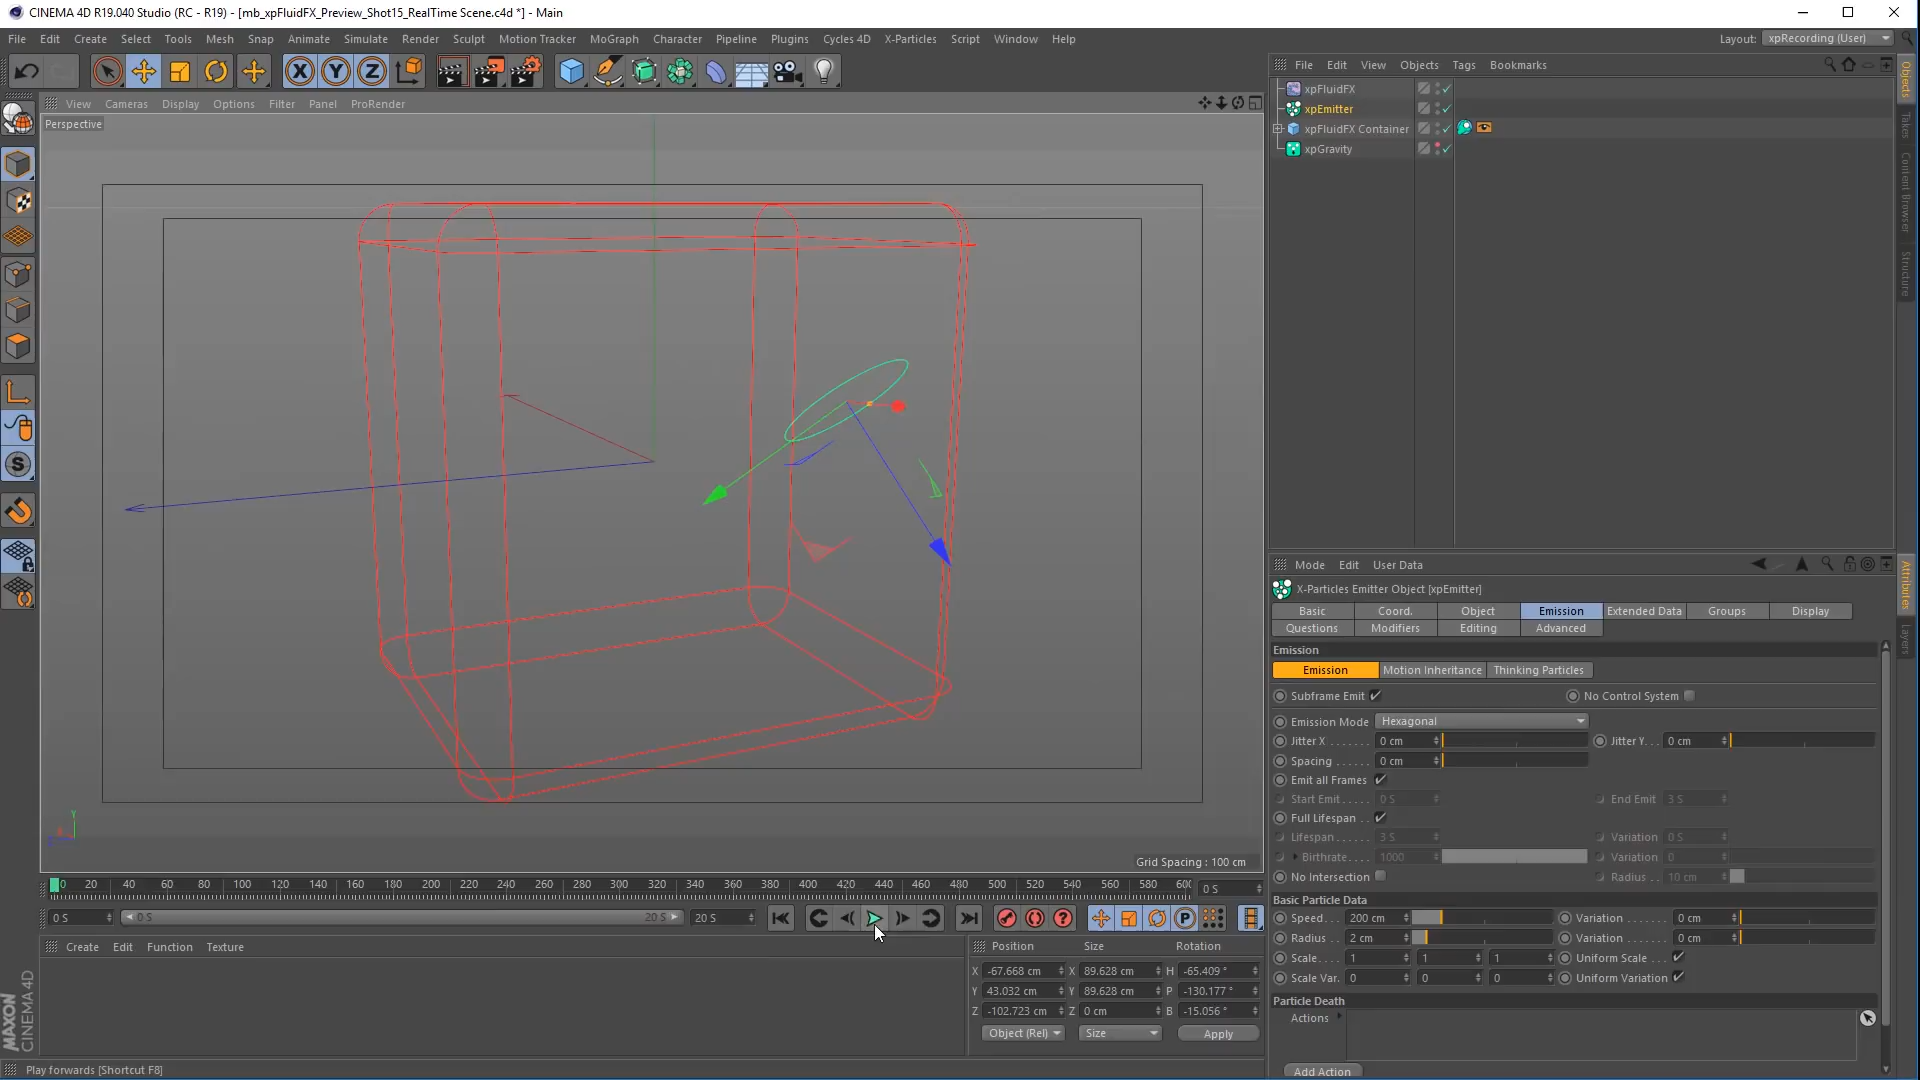 CINEMA 4D R19.040 Studio (RC - R19) - [mb_xpFluidFX_Preview_Shot15_RealTime Scene.c4d *] - Main
File Edit Create Select Tools Mesh Snap Animate Simulate Render Sculpt Motion Tracker MoGraph Character Pipeline Plugins Cycles 4D X-Particles Script Window Help
Layout: xpRecording (User)
X Y Z
View Cameras Display Options Filter Panel ProRender
Perspective
Grid Spacing : 100 cm
Y
File Edit View Objects Tags Bookmarks
xpFluidFX
xpEmitter
xpFluidFX Container
xpGravity
Objects
Takes
Content Browser
Structure
Mode Edit User Data
X-Particles Emitter Object [xpEmitter]
Basic Coord. Object Emission Extended Data Groups Display
Questions Modifiers Editing Advanced
Emission
Emission Motion Inheritance Thinking Particles
Subframe Emit No Control System
Emission Mode Hexagonal
Jitter X . . . . . . . 0 cm Jitter Y. . . 0 cm
Spacing . . . . . . 0 cm
Emit all Frames
Start Emit . . . . . 0 S End Emit 3 S
Full Lifespan . .
Lifespan. . . . . . 3 S Variation 0 S
Birthrate. . . . 1000 Variation 0
No Intersection Radius . . 10 cm
Basic Particle Data
Speed. . . 200 cm Variation . . . . . . . 0 cm
Radius . . 2 cm Variation . . . . . . . 0 cm
Scale. . . . 1 1 1 Uniform Scale
Scale Var. 0 0 0 Uniform Variation
Particle Death
Actions
Add Action
Attributes
Layers
0 20 40 60 80 100 120 140 160 180 200 220 240 260 280 300 320 340 360 380 400 420 440 460 480 500 520 540 560 580 600 0 S
0 S 0 S 20 S 20 S
P
Create Edit Function Texture
Position Size Rotation
X -67.668 cm X 89.628 cm H -65.409 °
Y 43.032 cm Y 89.628 cm P -130.177 °
Z -102.723 cm Z 0 cm B -15.056 °
Object (Rel) Size Apply
MAXON
CINEMA 4D
Play forwards [Shortcut F8]